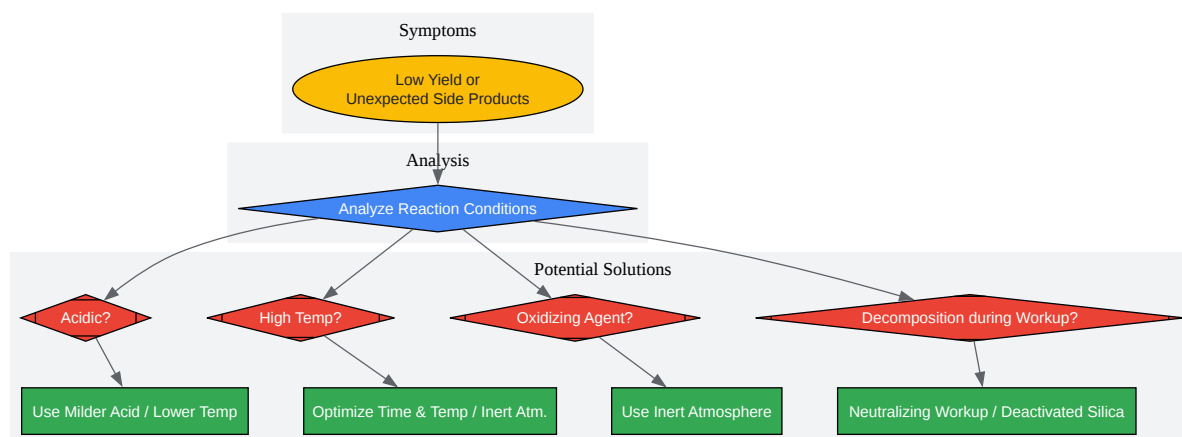 Symptoms
Low Yield or
Unexpected Side Products
Analysis
Analyze Reaction Conditions
Potential Solutions
Acidic?
High Temp?
Oxidizing Agent?
Decomposition during Workup?
Use Milder Acid / Lower Temp
Optimize Time & Temp / Inert Atm.
Use Inert Atmosphere
Neutralizing Workup / Deactivated Silica